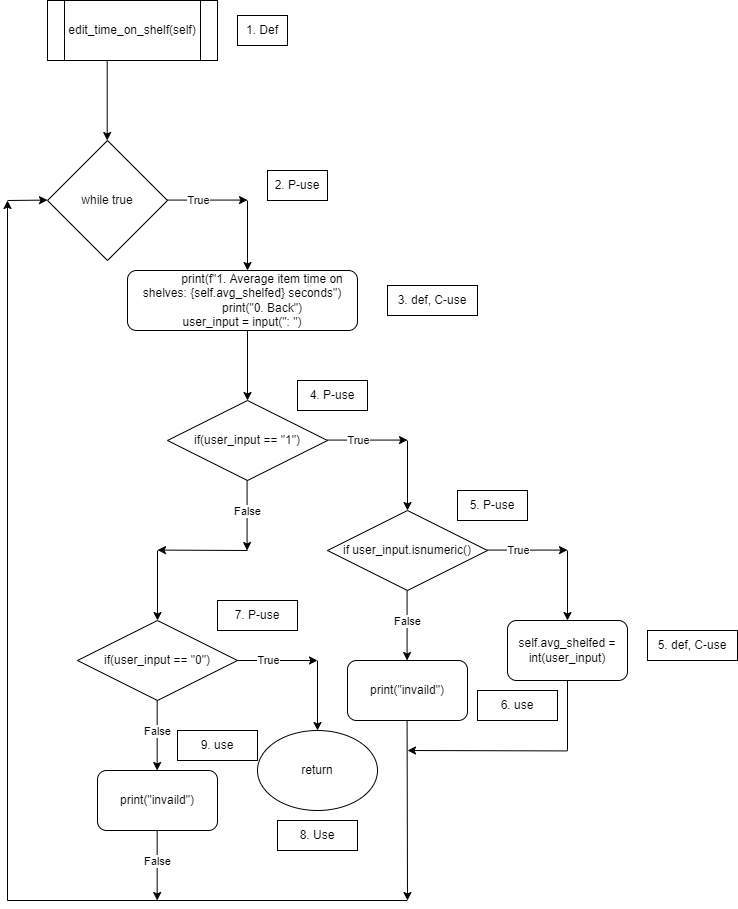 edit_time_on_shelf(self)
1. Def
while true
True
2. P-use
print(f"1. Average item time on
shelves: {self.avg_shelfed} seconds")
print("0. Back")
user_input = input(": ")
3. def, C-use
4. P-use
if(user_input == "1")
True
False
5. P-use
if user_input.isnumeric()
True
7. P-use
False
self.avg_shelfed =
int(user_input)
5. def, C-use
if(user_input == "0")
True
print("invaild")
6. use
False
9. use
return
print("invaild")
8. Use
False